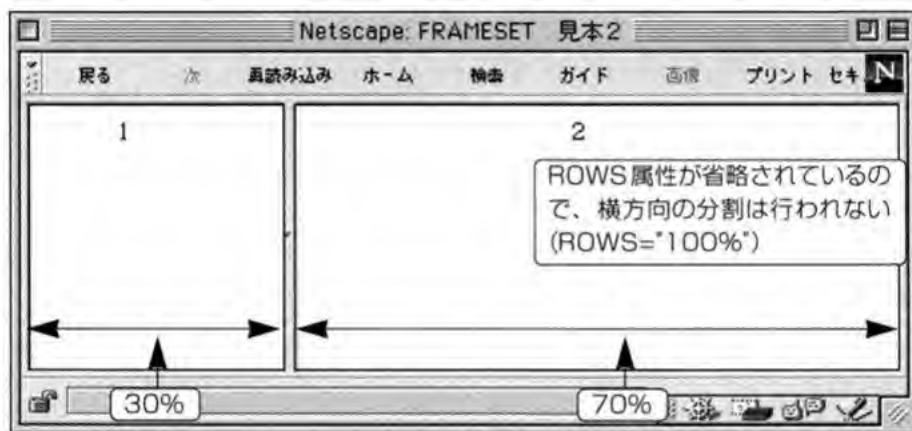 Netscape: FRAMESET 見本2
戻る 次 再読み込み ホーム 検索 ガイド 画像 プリント セキ N
1 2
ROWS属性が省略されているの
で、横方向の分割は行われない
(ROWS="100%")
30% 70%